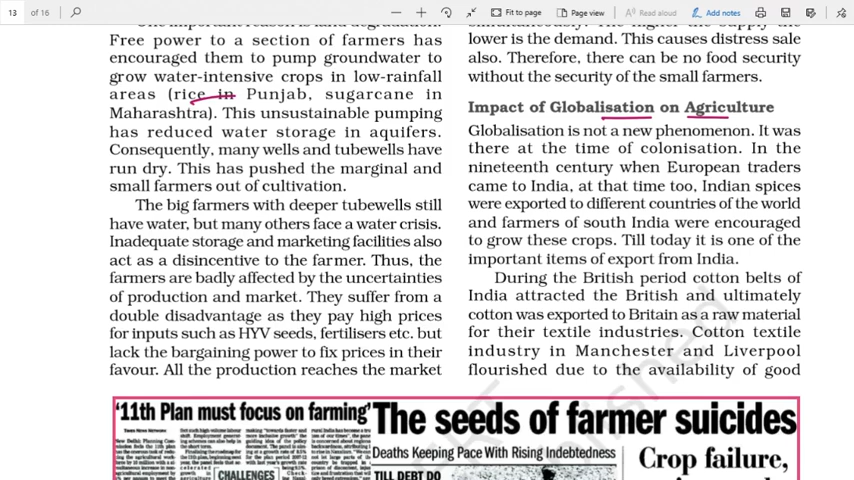 13 of 16
Fit to page
Page view
Read aloud
Add notes
Free power to a section of farmers has
encouraged them to pump groundwater to
grow water-intensive crops in low-rainfall
areas (rice in Punjab, sugarcane in
Maharashtra). This unsustainable pumping
has reduced water storage in aquifers.
Consequently, many wells and tubewells have
run dry. This has pushed the marginal and
small farmers out of cultivation.
The big farmers with deeper tubewells still
have water, but many others face a water crisis.
Inadequate storage and marketing facilities also
act as a disincentive to the farmer. Thus, the
farmers are badly affected by the uncertainties
of production and market. They suffer from a
double disadvantage as they pay high prices
for inputs such as HYV seeds, fertilisers etc. but
lack the bargaining power to fix prices in their
favour. All the production reaches the market
lower is the demand. This causes distress sale
also. Therefore, there can be no food security
without the security of the small farmers.
Impact of Globalisation on Agriculture
Globalisation is not a new phenomenon. It was
there at the time of colonisation. In the
nineteenth century when European traders
came to India, at that time too, Indian spices
were exported to different countries of the world
and farmers of south India were encouraged
to grow these crops. Till today it is one of the
important items of export from India.
During the British period cotton belts of
India attracted the British and ultimately
cotton was exported to Britain as a raw material
for their textile industries. Cotton textile
industry in Manchester and Liverpool
flourished due to the availability of good
'11th Plan must focus on farming'
CHALLENGES
The seeds of farmer suicides
Deaths Keeping Pace With Rising Indebtedness
TILL DEBT DO
Crop failure,